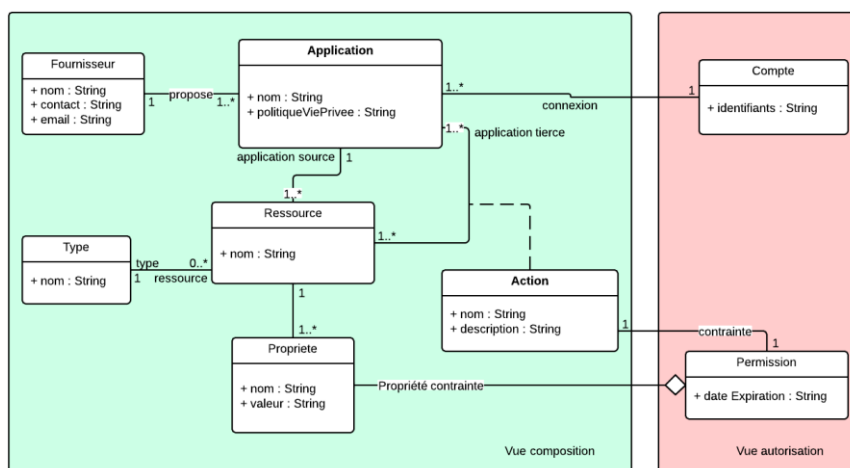 Fournisseur
+ nom : String
+ contact : String
+ email : String
1
propose
1..*
Application
+ nom : String
+ politiqueViePrivee : String
1..*
connexion
1
Compte
+ identifiants : String
1..*
application tierce
application source
1
1..*
Ressource
+ nom : String
1..*
Type
+ nom : String
type
0..*
1
ressource
1
1..*
Action
+ nom : String
+ description : String
1
contrainte
1
Propriete
+ nom : String
+ valeur : String
Propriété contrainte
Permission
+ date Expiration : String
Vue composition
Vue autorisation